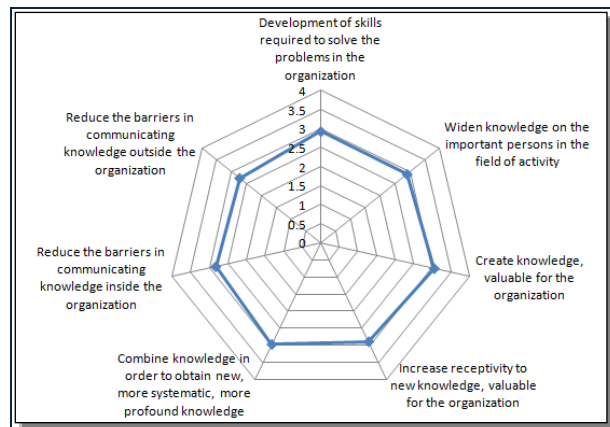 Development of skills
required to solve the
problems in the
organization
4
3.5
3
2.5
2
1.5
1
0.5
0
Widen knowledge on the
important persons in the
field of activity
Create knowledge,
valuable for the
organization
Increase receptivity to
new knowledge, valuable
for the organization
Combine knowledge in
order to obtain new,
more systematic, more
profound knowledge
Reduce the barriers in
communicating
knowledge inside the
organization
Reduce the barriers in
communicating
knowledge outside the
organization